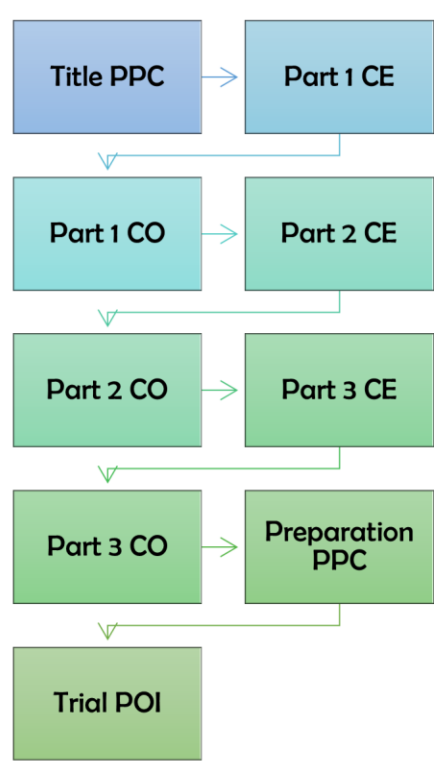 Title PPC
Part 1 CE
Part 1 CO
Part 2 CE
Part 2 CO
Part 3 CE
Part 3 CO
Preparation
PPC
Trial POI